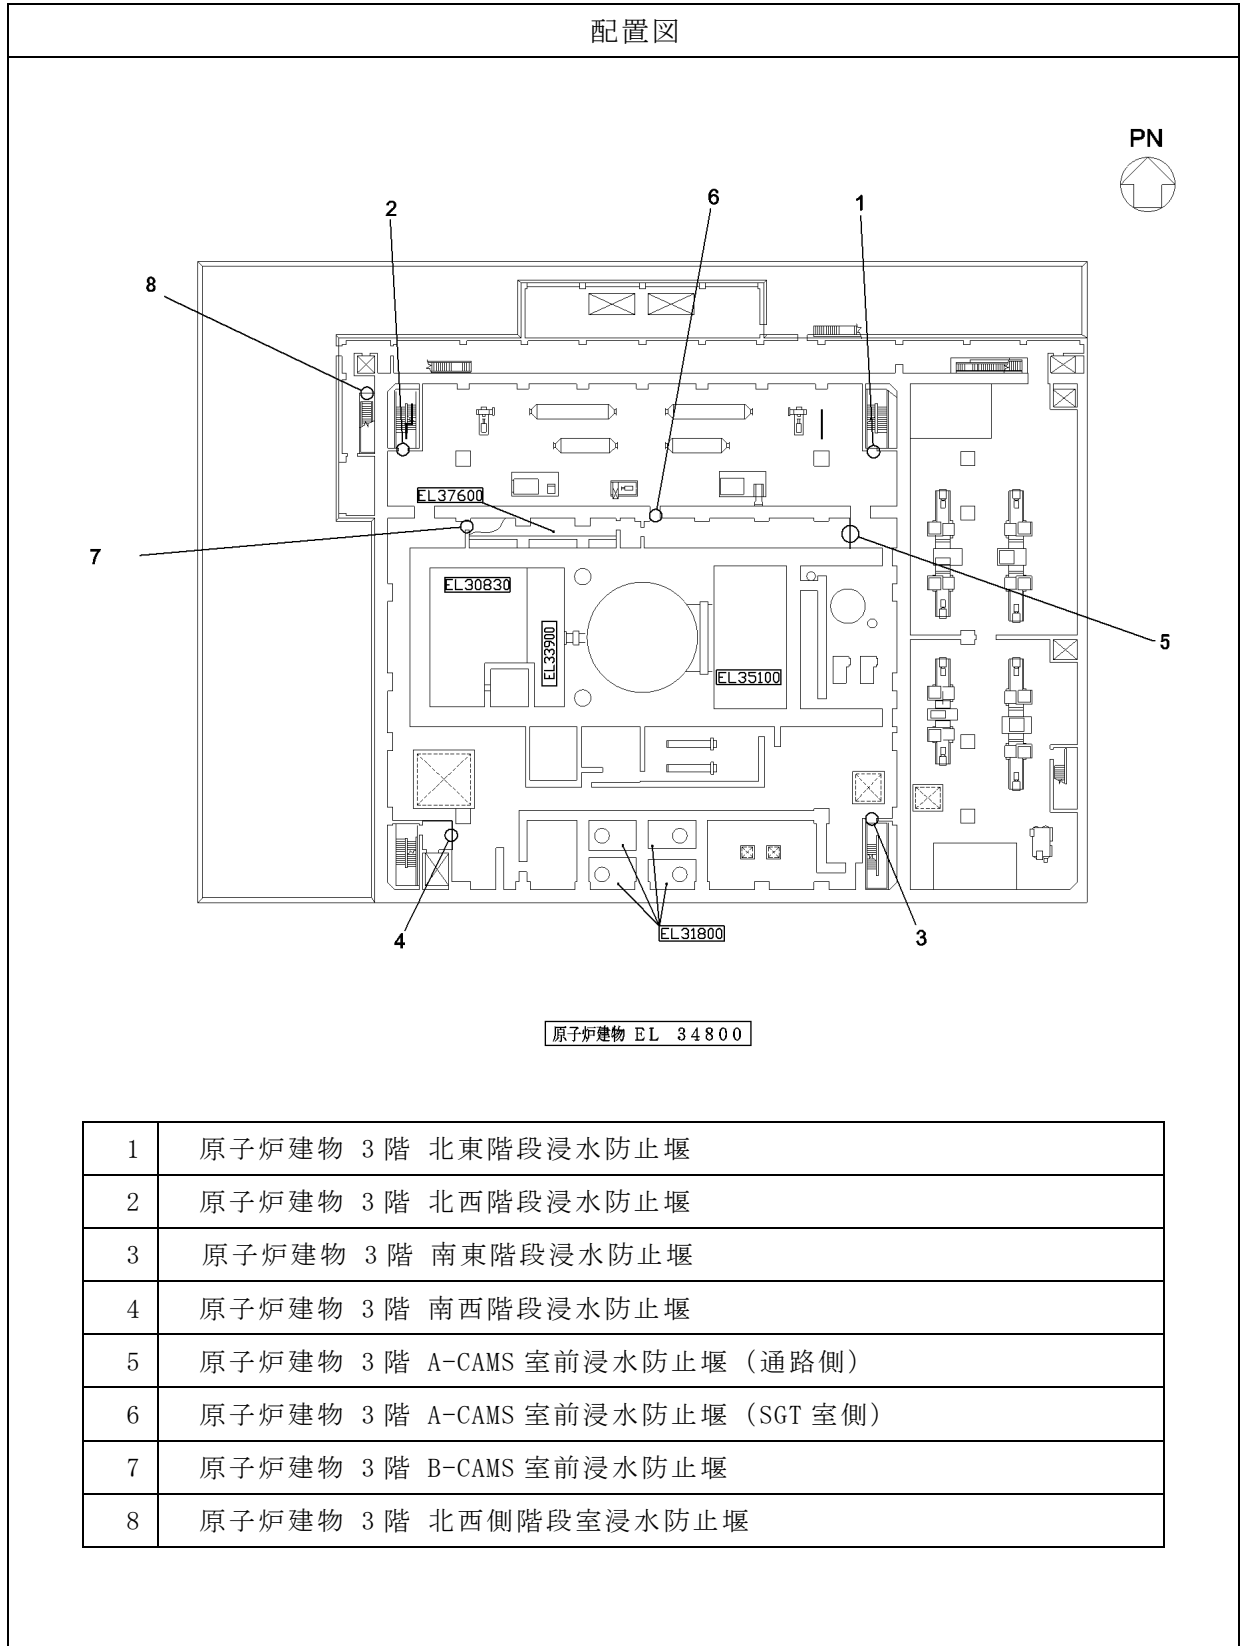 配置図
PN
6
2
1
8
EL37600
7
EL30830
EL33900
5
EL35100
4
EL31800
3
原子炉建物 EL 34800
1 原子炉建物 3階 北東階段浸水防止堰
2 原子炉建物 3階 北西階段浸水防止堰
3 原子炉建物 3階 南東階段浸水防止堰
4 原子炉建物 3階 南西階段浸水防止堰
5 原子炉建物 3階 A-CAMS室前浸水防止堰（通路側）
6 原子炉建物 3階 A-CAMS室前浸水防止堰（SGT室側）
7 原子炉建物 3階 B-CAMS室前浸水防止堰
8 原子炉建物 3階 北西側階段室浸水防止堰